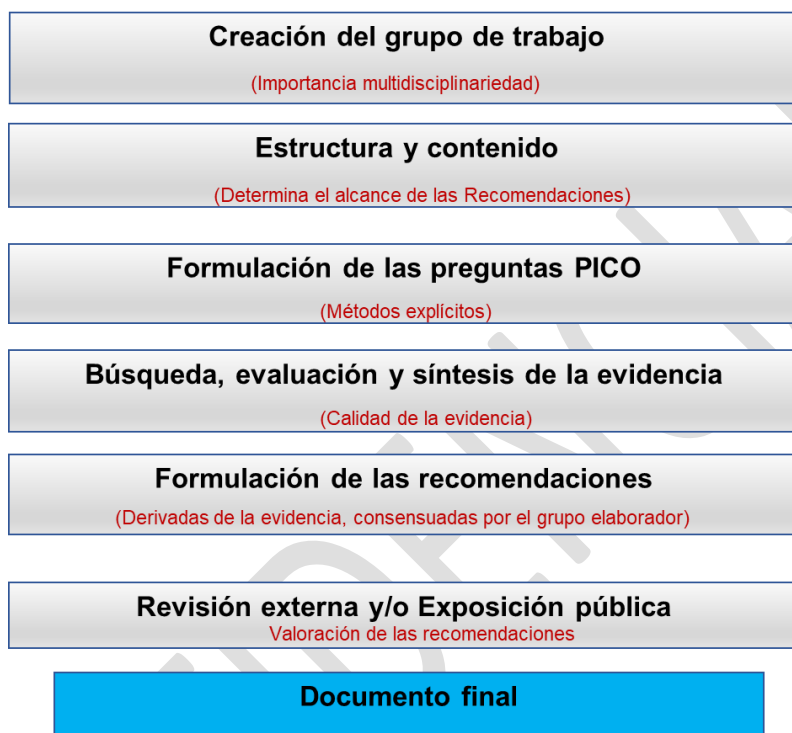 Creación del grupo de trabajo
(Importancia multidisciplinariedad)
Estructura y contenido
(Determina el alcance de las Recomendaciones)
Formulación de las preguntas PICO
(Métodos explícitos)
Búsqueda, evaluación y síntesis de la evidencia
(Calidad de la evidencia)
Formulación de las recomendaciones
(Derivadas de la evidencia, consensuadas por el grupo elaborador)
Revisión externa y/o Exposición pública
Valoración de las recomendaciones
Documento final